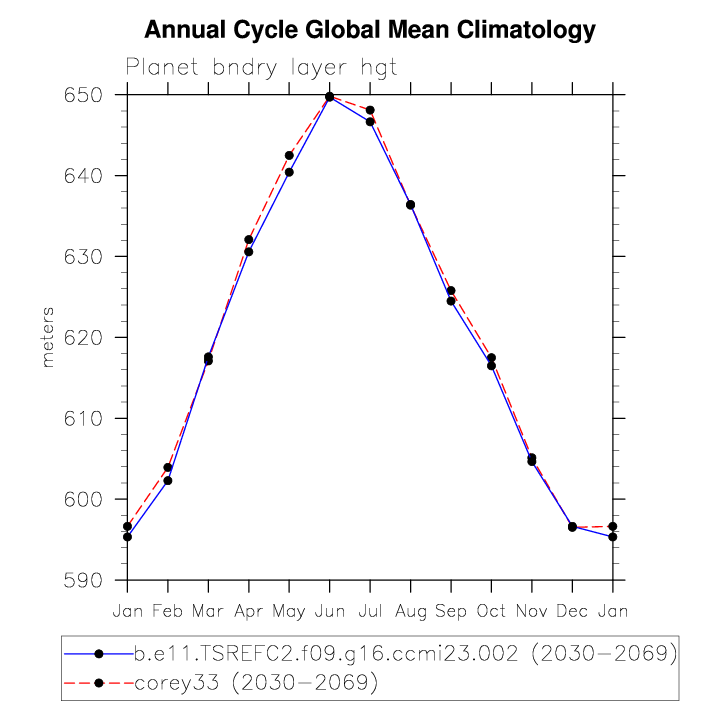 Annual Cycle Global Mean Climatology
Planet bndry layer hgt
650
640
630
620
610
600
590
meters
Jan Feb Mar Apr May Jun Jul Aug Sep Oct Nov Dec Jan
b.e11.TSREFC2.f09.g16.ccmi23.002 (2030-2069)
corey33 (2030-2069)